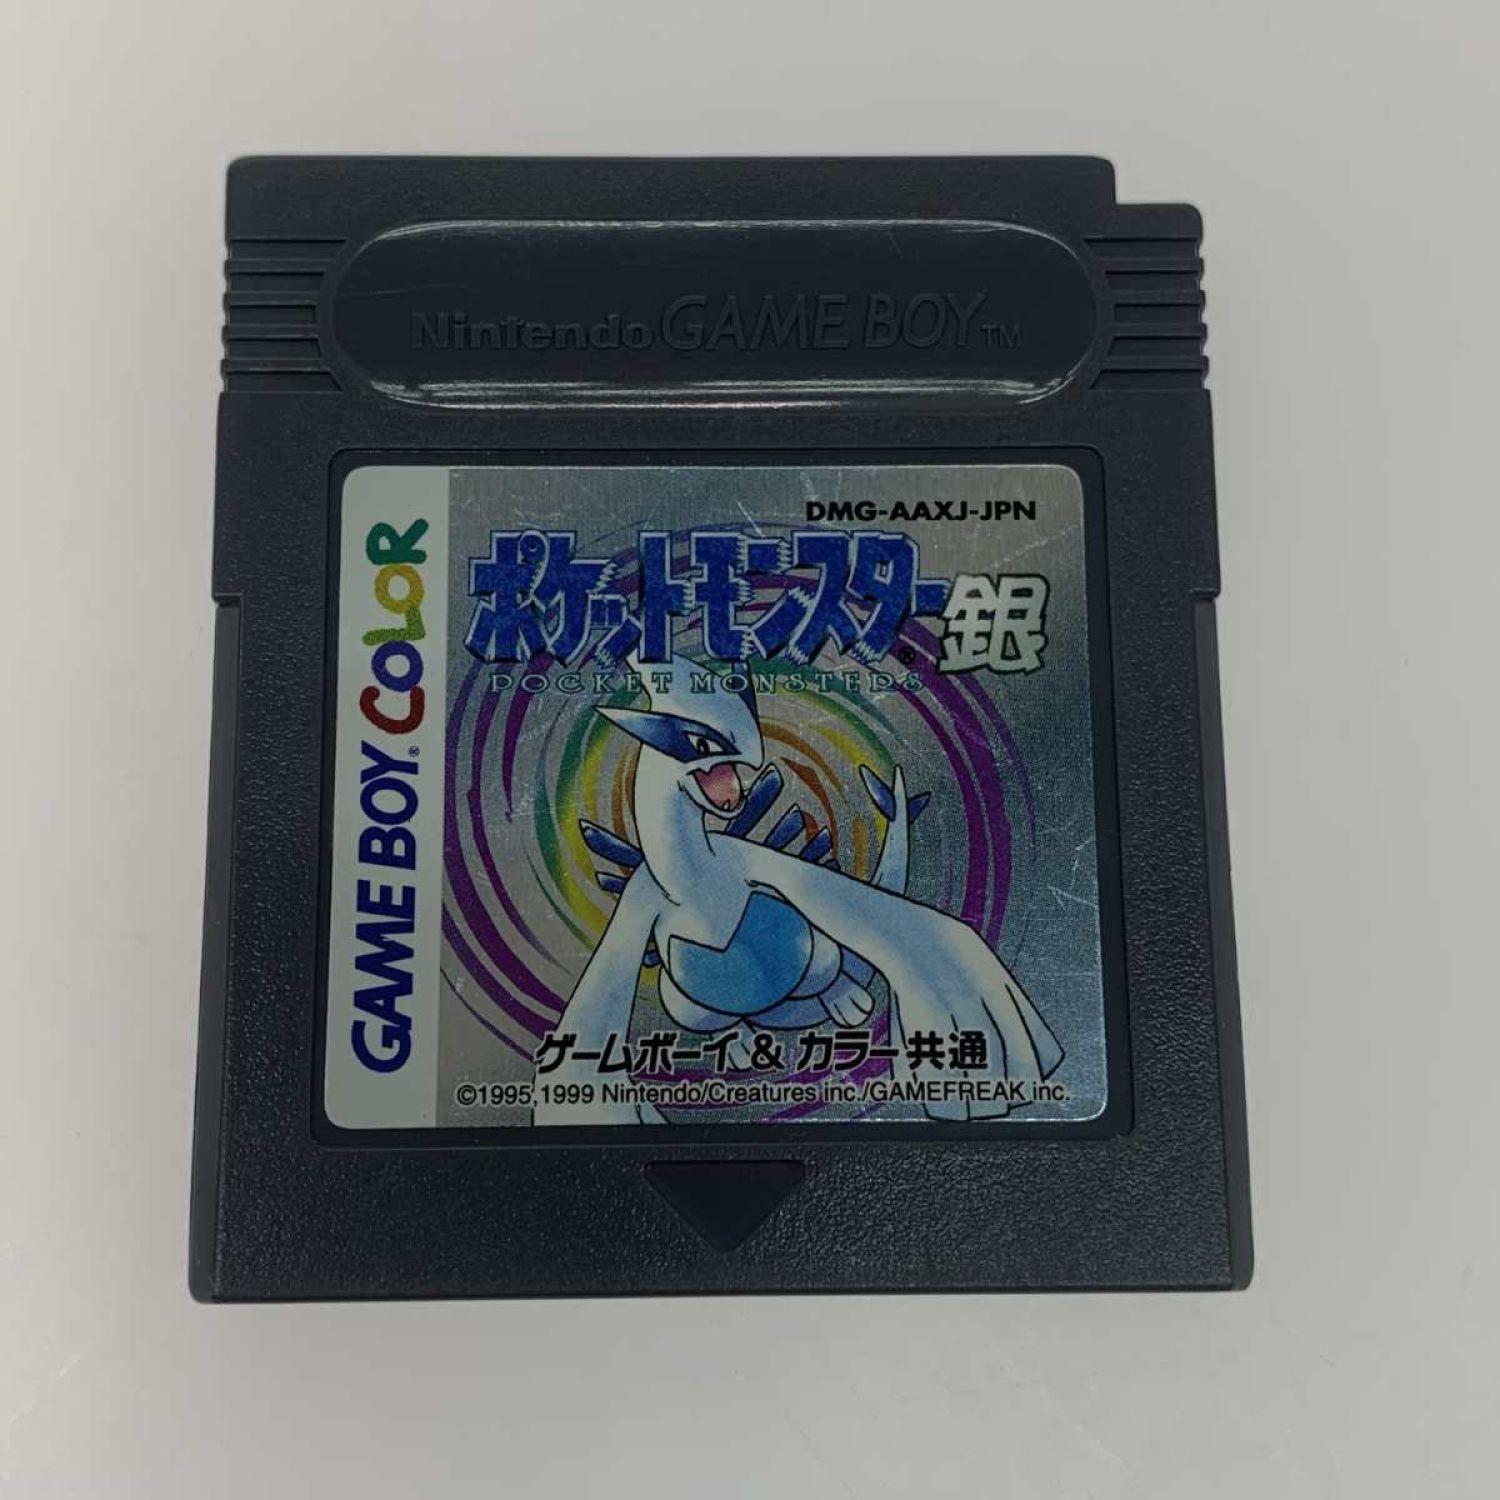 Nintendo GAME BOY TM
DMG-AAXJ-JPN
ポケットモンスター® 銀
POCKET MONSTERS
GAME BOY® COLOR
ゲームボーイ & カラー 共通
©1995,1999 Nintendo/Creatures inc./GAMEFREAK inc.